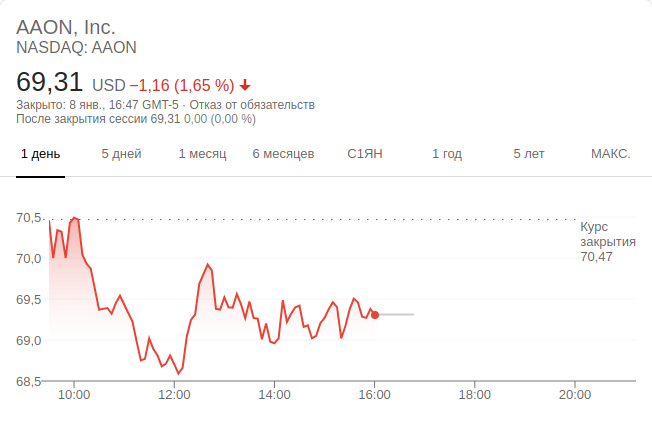 AAON, Inc.
NASDAQ: AAON
69,31 USD −1,16 (1,65 %)
Закрыто: 8 янв., 16:47 GMT-5 · Отказ от обязательств
После закрытия сессии 69,31 0,00 (0,00 %)
1 день 5 дней 1 месяц 6 месяцев С1ЯН 1 год 5 лет МАКС.
70,5
Курс
закрытия
70,47
70,0
69,5
69,0
68,5
10:00 12:00 14:00 16:00 18:00 20:00